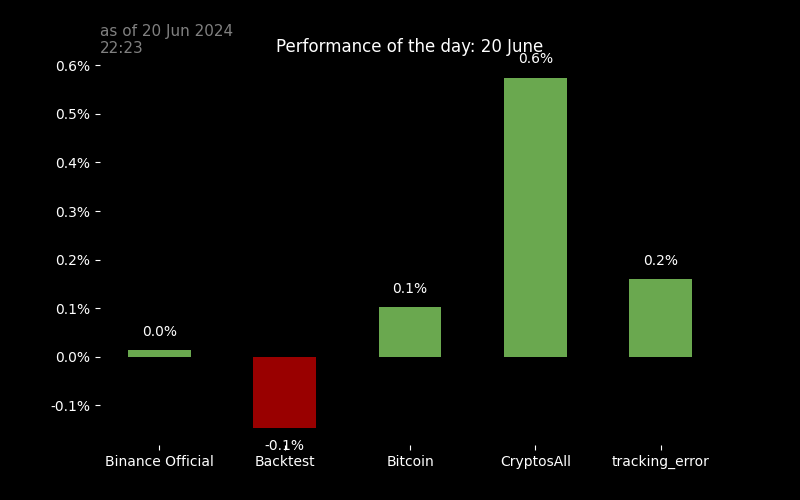 as of 20 Jun 2024
22:23
Performance of the day: 20 June
0.6%
0.6%
0.5%
0.4%
0.3%
0.2%
0.2%
0.1%
0.1%
0.0%
0.0%
-0.1%
-0.1%
Binance Official
Backtest
Bitcoin
CryptosAll
tracking_error